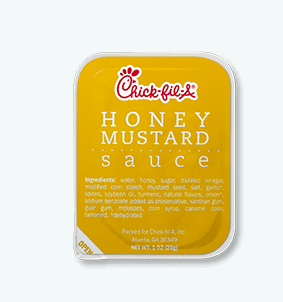 Chick-fil-A
HONEY
MUSTARD
sauce
Ingredients: water, honey, sugar, distilled vinegar,
modified corn starch, mustard seed, salt, garlic*,
spices, soybean oil, turmeric, natural flavors, onion*,
sodium benzoate added as preservative, xanthan gum,
guar gum, molasses, corn syrup, caramel color,
tamarind. *dehydrated
Packed for Chick-fil-A, Inc.
Atlanta, GA 30349
NET WT. 1 OZ (28g)
OPEN